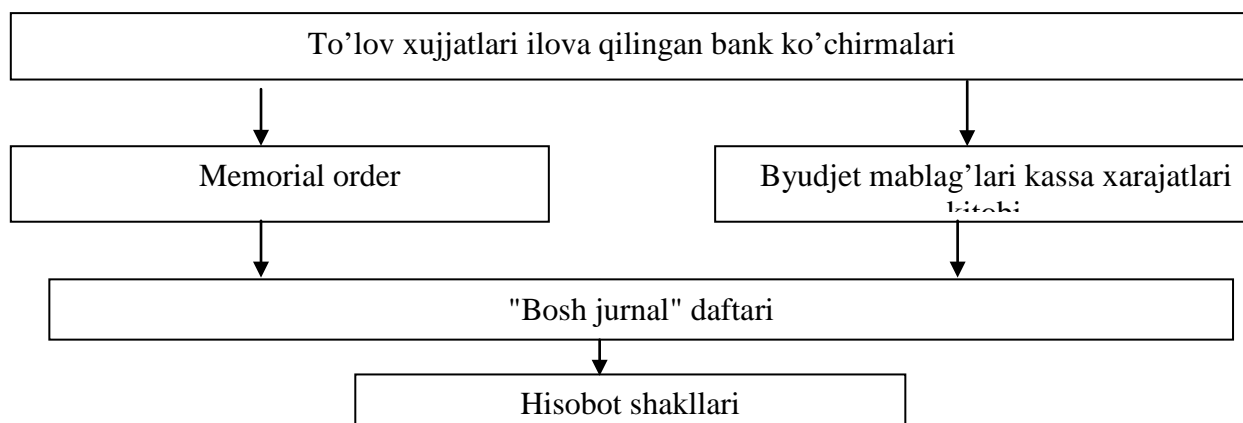 To’lov xujjatlari ilova qilingan bank ko’chirmalari
Memorial order
Byudjet mablag’lari kassa xarajatlari
kitobi
"Bosh jurnal" daftari
Hisobot shakllari